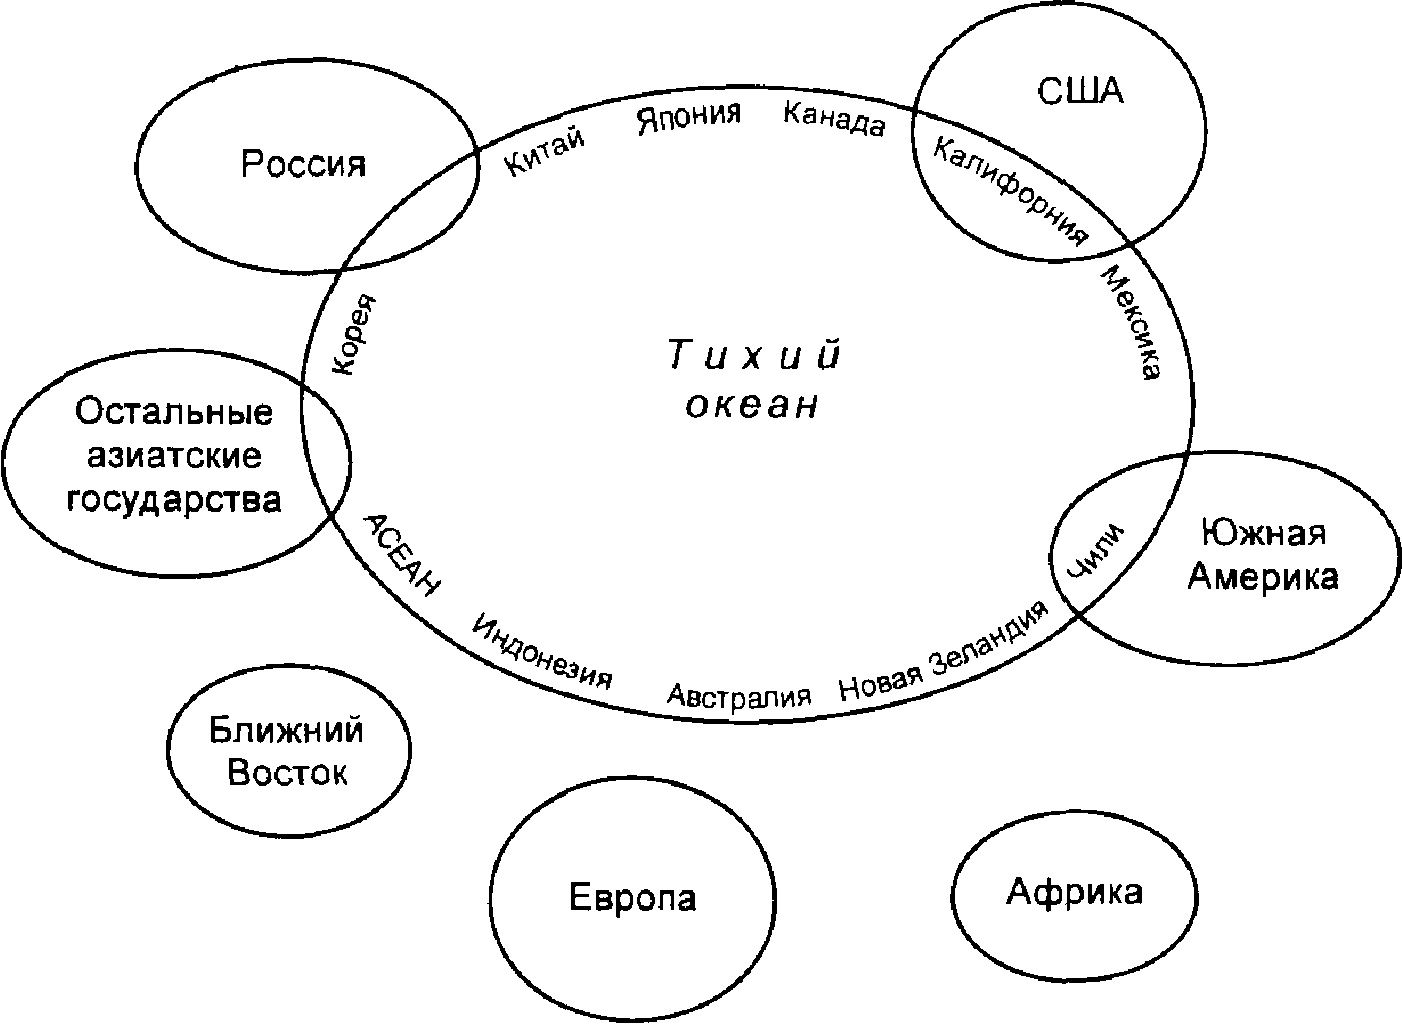 США
Россия
Китай
Япония
Канада
Калифорния
Мексика
Корея
Тихий
океан
Остальные
азиатские
государства
АСЕАН
Индонезия
Австралия
Новая Зеландия
Чили
Южная
Америка
Ближний
Восток
Европа
Африка